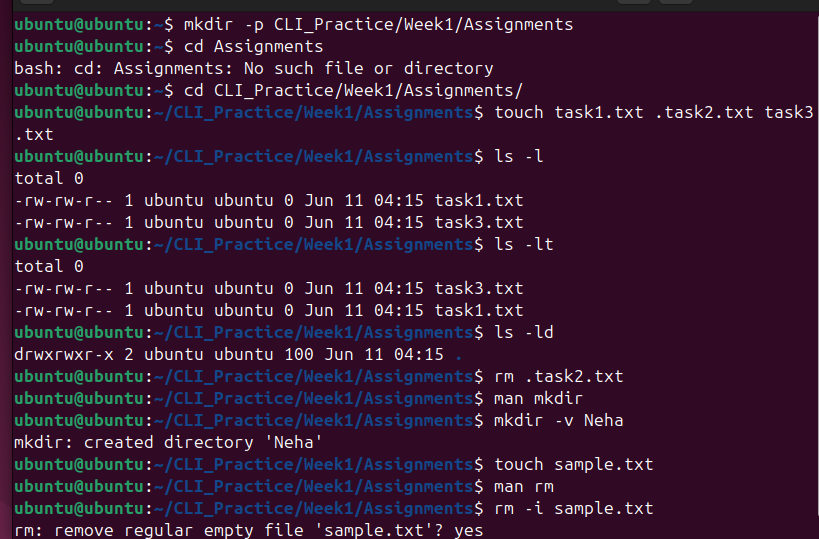 ubuntu@ubuntu:~$ mkdir -p CLI_Practice/Week1/Assignments
ubuntu@ubuntu:~$ cd Assignments
bash: cd: Assignments: No such file or directory
ubuntu@ubuntu:~$ cd CLI_Practice/Week1/Assignments/
ubuntu@ubuntu:~/CLI_Practice/Week1/Assignments$ touch task1.txt .task2.txt task3
.txt
ubuntu@ubuntu:~/CLI_Practice/Week1/Assignments$ ls -l
total 0
-rw-rw-r-- 1 ubuntu ubuntu 0 Jun 11 04:15 task1.txt
-rw-rw-r-- 1 ubuntu ubuntu 0 Jun 11 04:15 task3.txt
ubuntu@ubuntu:~/CLI_Practice/Week1/Assignments$ ls -lt
total 0
-rw-rw-r-- 1 ubuntu ubuntu 0 Jun 11 04:15 task3.txt
-rw-rw-r-- 1 ubuntu ubuntu 0 Jun 11 04:15 task1.txt
ubuntu@ubuntu:~/CLI_Practice/Week1/Assignments$ ls -ld
drwxrwxr-x 2 ubuntu ubuntu 100 Jun 11 04:15 .
ubuntu@ubuntu:~/CLI_Practice/Week1/Assignments$ rm .task2.txt
ubuntu@ubuntu:~/CLI_Practice/Week1/Assignments$ man mkdir
ubuntu@ubuntu:~/CLI_Practice/Week1/Assignments$ mkdir -v Neha
mkdir: created directory 'Neha'
ubuntu@ubuntu:~/CLI_Practice/Week1/Assignments$ touch sample.txt
ubuntu@ubuntu:~/CLI_Practice/Week1/Assignments$ man rm
ubuntu@ubuntu:~/CLI_Practice/Week1/Assignments$ rm -i sample.txt
rm: remove regular empty file 'sample.txt'? yes